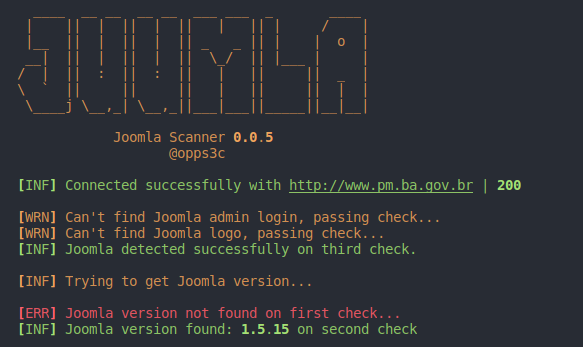 Joomla Scanner 0.0.5
@opps3c
[INF] Connected successfully with http://www.pm.ba.gov.br | 200
[WRN] Can't find Joomla admin login, passing check...
[WRN] Can't find Joomla logo, passing check...
[INF] Joomla detected successfully on third check.
[INF] Trying to get Joomla version...
[ERR] Joomla version not found on first check...
[INF] Joomla version found: 1.5.15 on second check